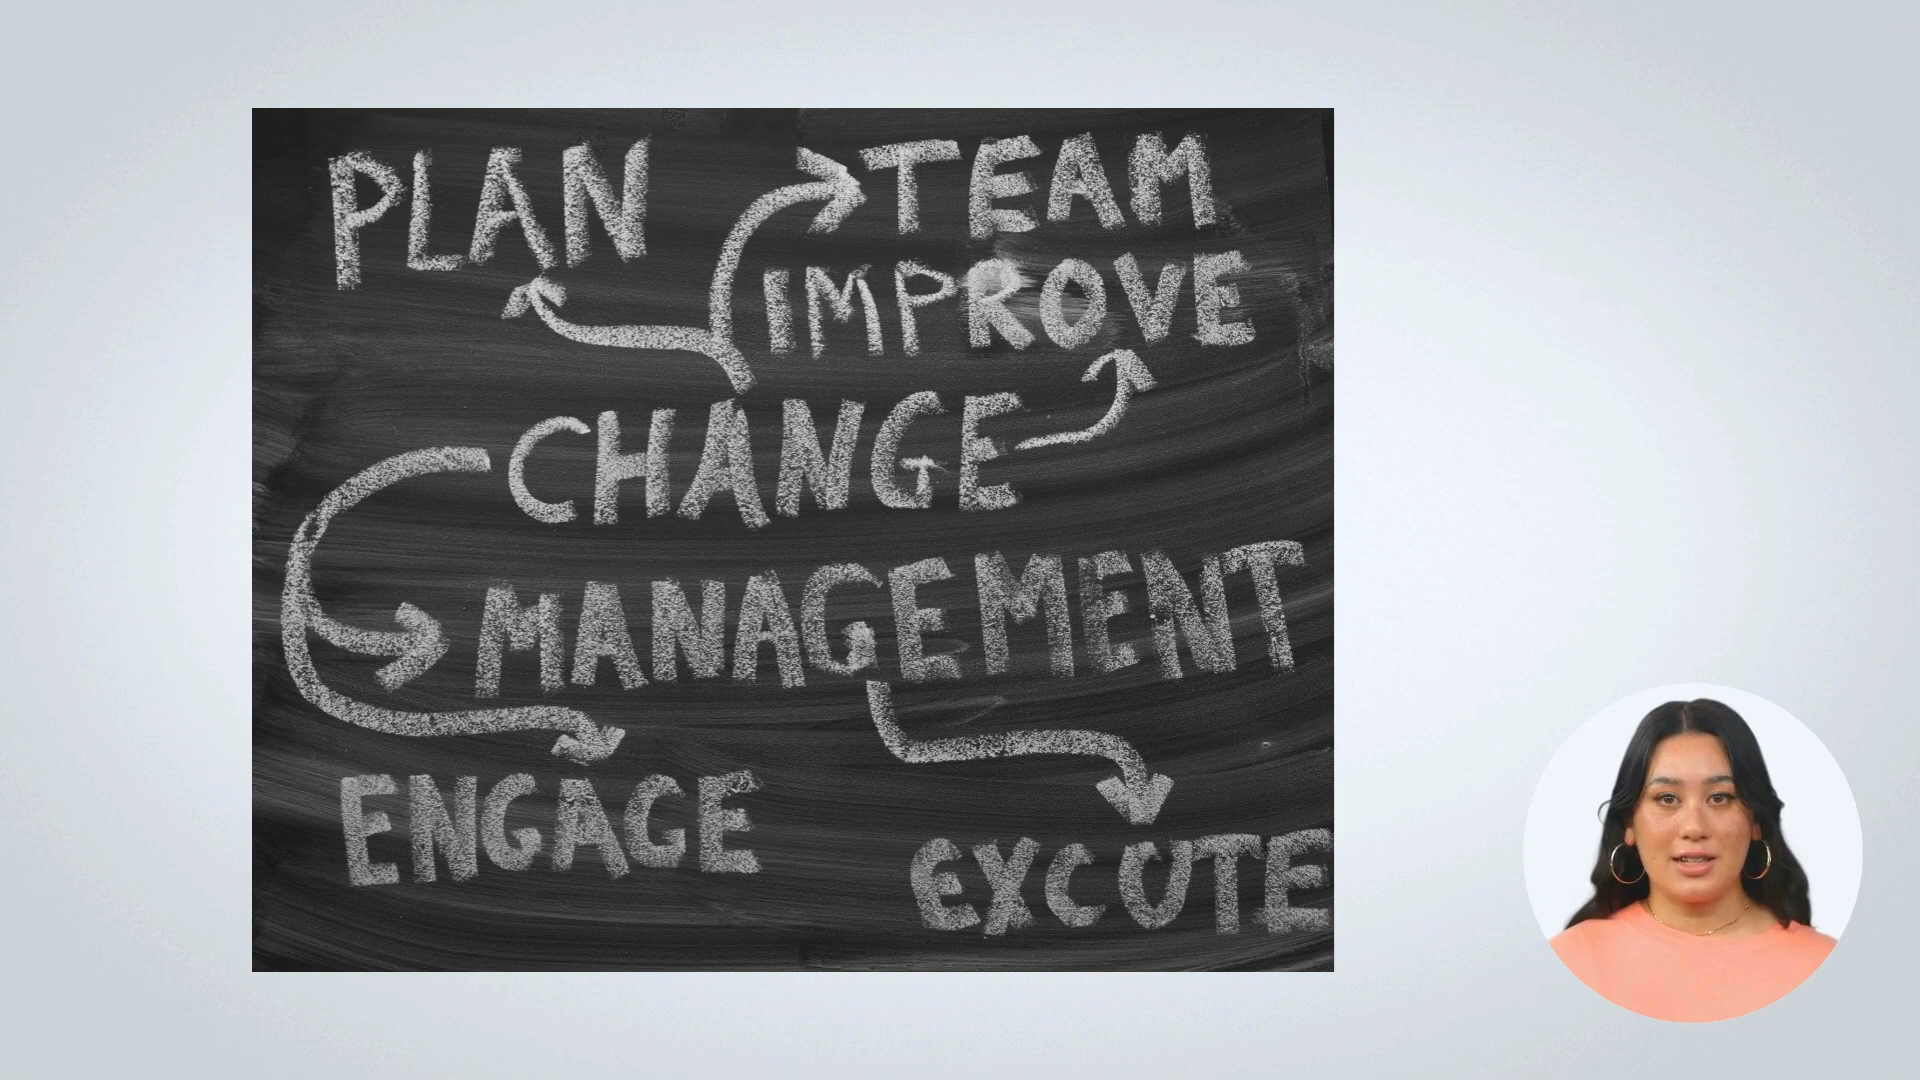 PLAN
TEAM
IMPROVE
CHANGE
MANAGEMENT
ENGAGE
EXCUTE